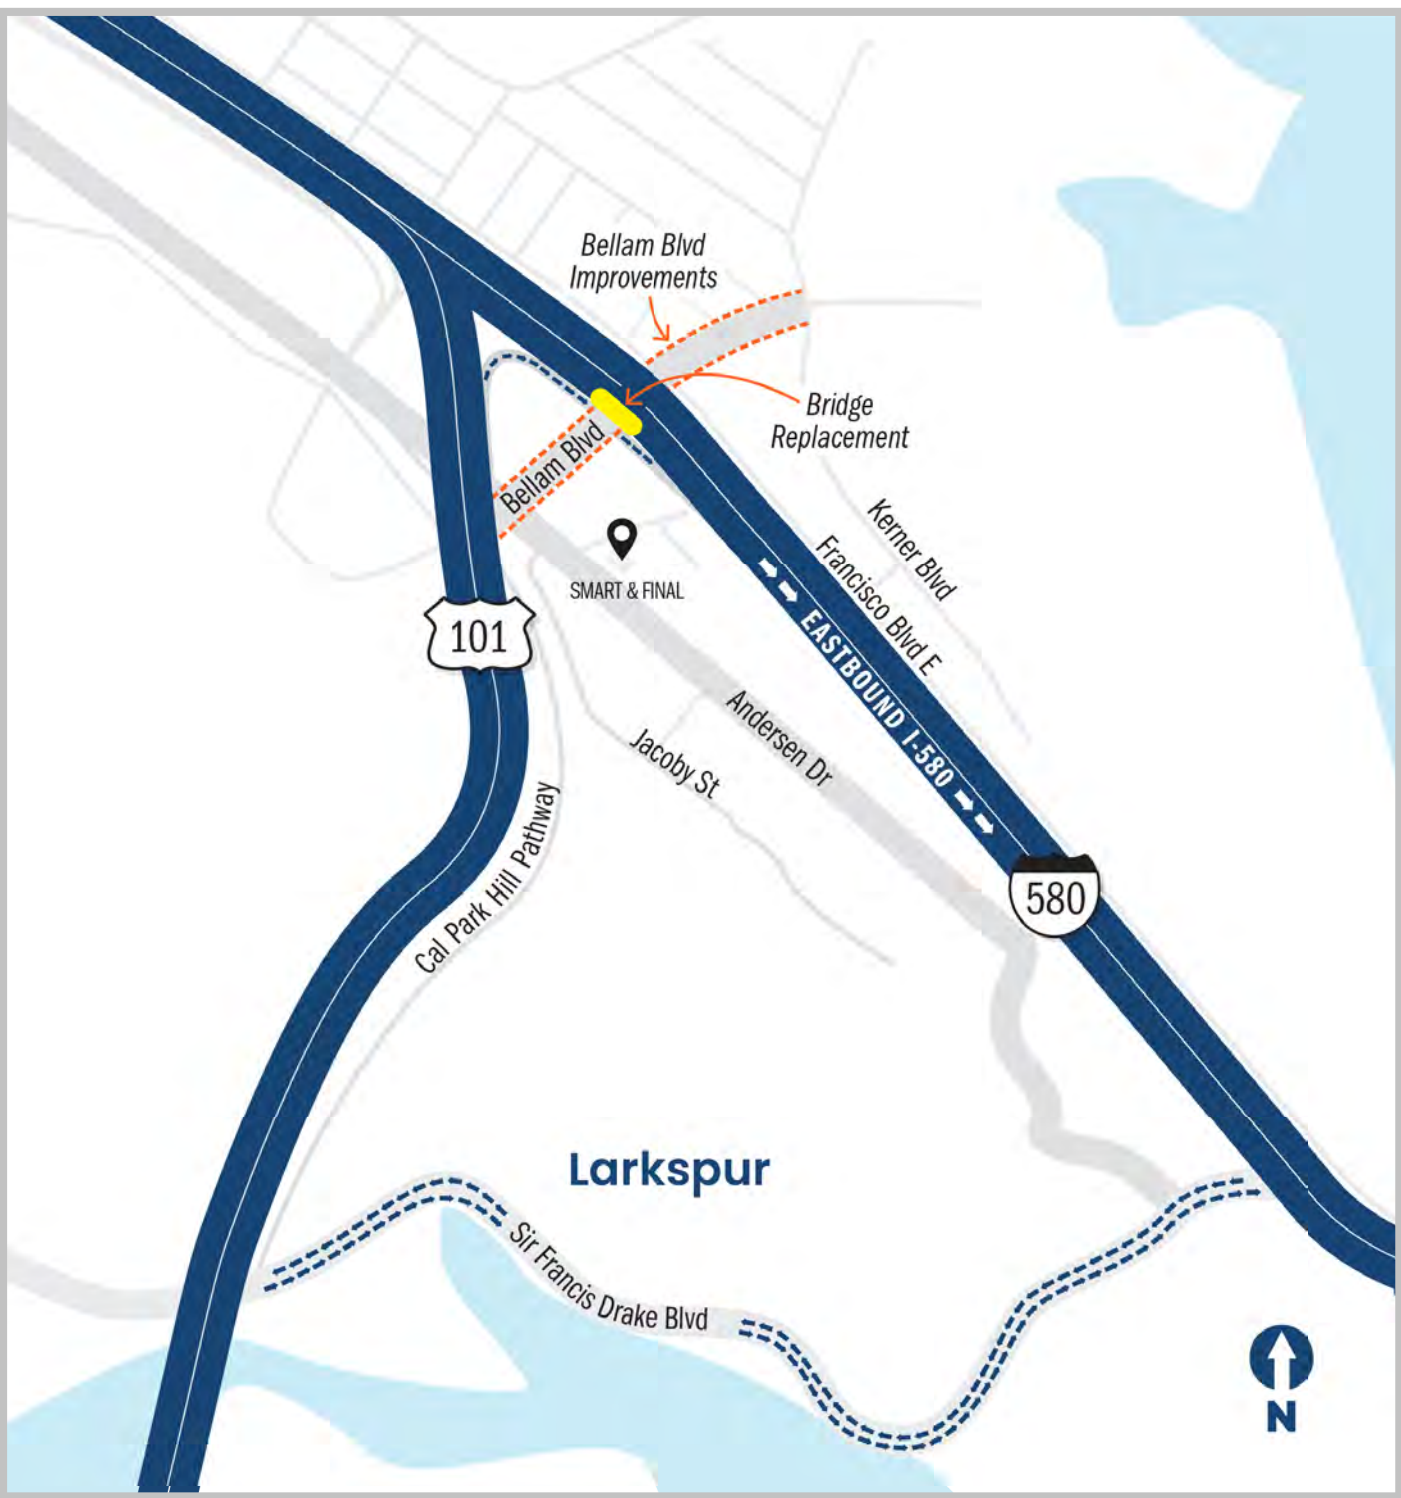 Bellam Blvd
Improvements
Bridge
Replacement
Bellam Blvd
Kerner Blvd
Francisco Blvd E
SMART & FINAL
101
EASTBOUND I-580
Andersen Dr
Jacoby St
Cal Park Hill Pathway
580
Larkspur
Sir Francis Drake Blvd
N